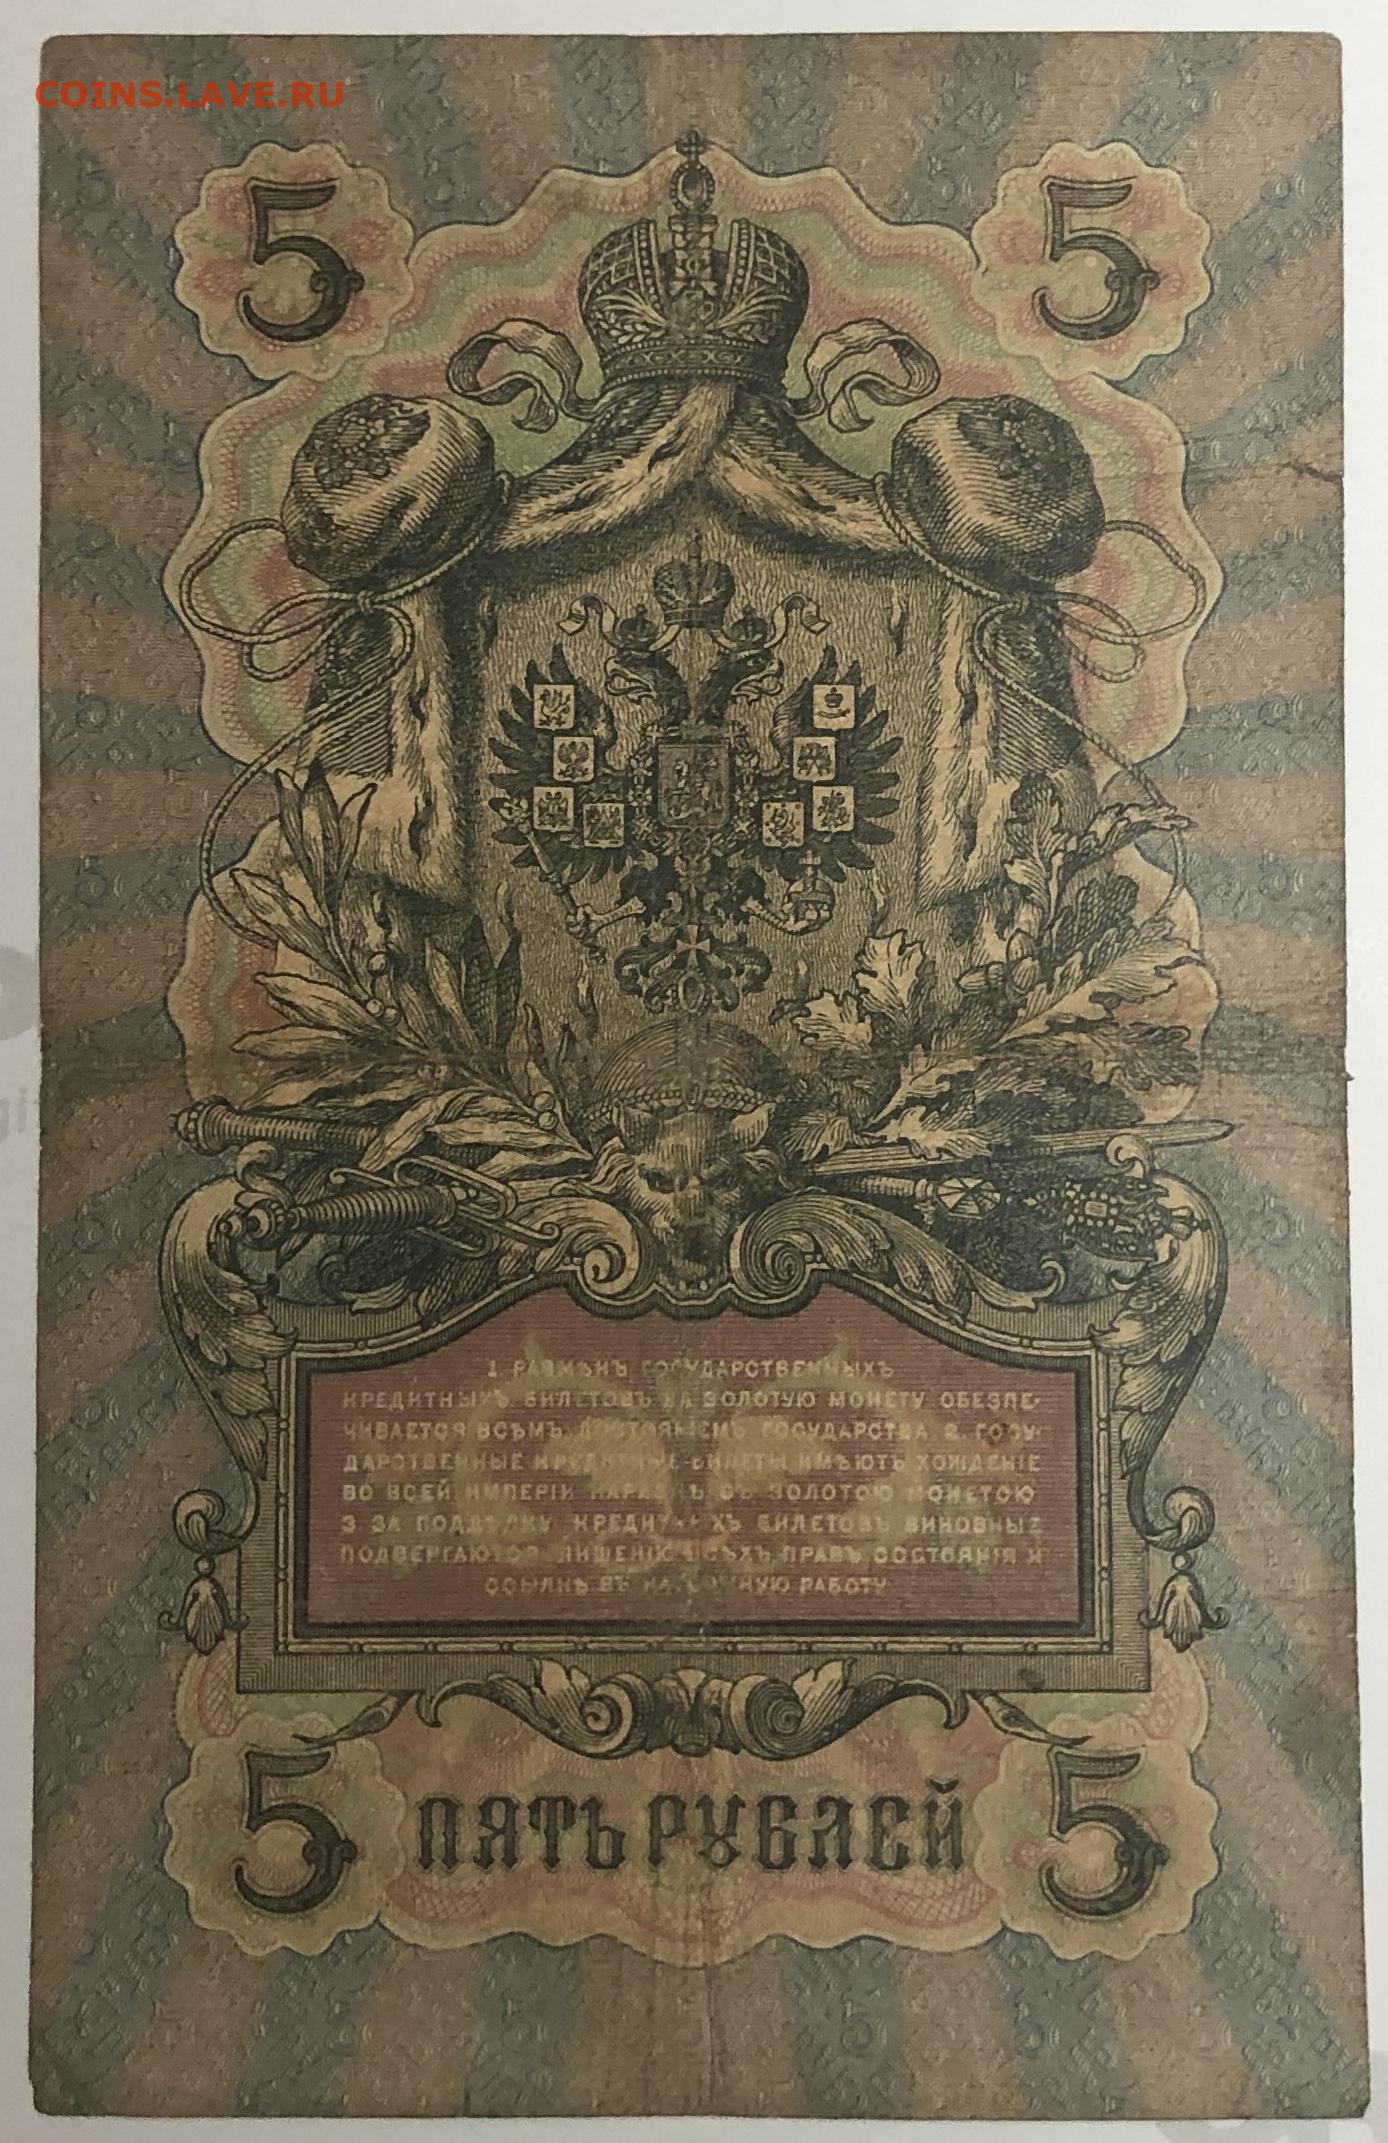 COINS.LAVE.RU
5 5
1. РАЗМѢНЪ ГОСУДАРСТВЕННЫХЪ
КРЕДИТНЫХЪ БИЛЕТОВЪ НА ЗОЛОТУЮ МОНЕТУ ОБЕЗПЕ-
ЧИВАЕТСЯ ВСѢМЪ ДОСТОЯНІЕМЪ ГОСУДАРСТВА 2. ГОСУ-
ДАРСТВЕННЫЕ КРЕДИТНЫЕ БИЛЕТЫ ИМѢЮТЪ ХОЖДЕНІЕ
ВО ВСЕЙ ИМПЕРІИ НАРАВНѢ СЪ ЗОЛОТОЮ МОНЕТОЮ
3 ЗА ПОДДѢЛКУ КРЕДИТНЫХЪ БИЛЕТОВЪ ВИНОВНЫЕ
ПОДВЕРГАЮТСЯ ЛИШЕНІЮ ВСѢХЪ ПРАВЪ СОСТОЯНІЯ И
ССЫЛКѢ ВЪ КАТОРЖНУЮ РАБОТУ
5 ПЯТЬ РУБЛЕЙ 5